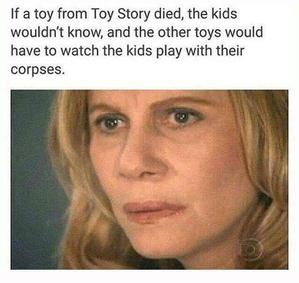 If a toy from Toy Story died, the kids
wouldn't know, and the other toys would
have to watch the kids play with their
corpses.